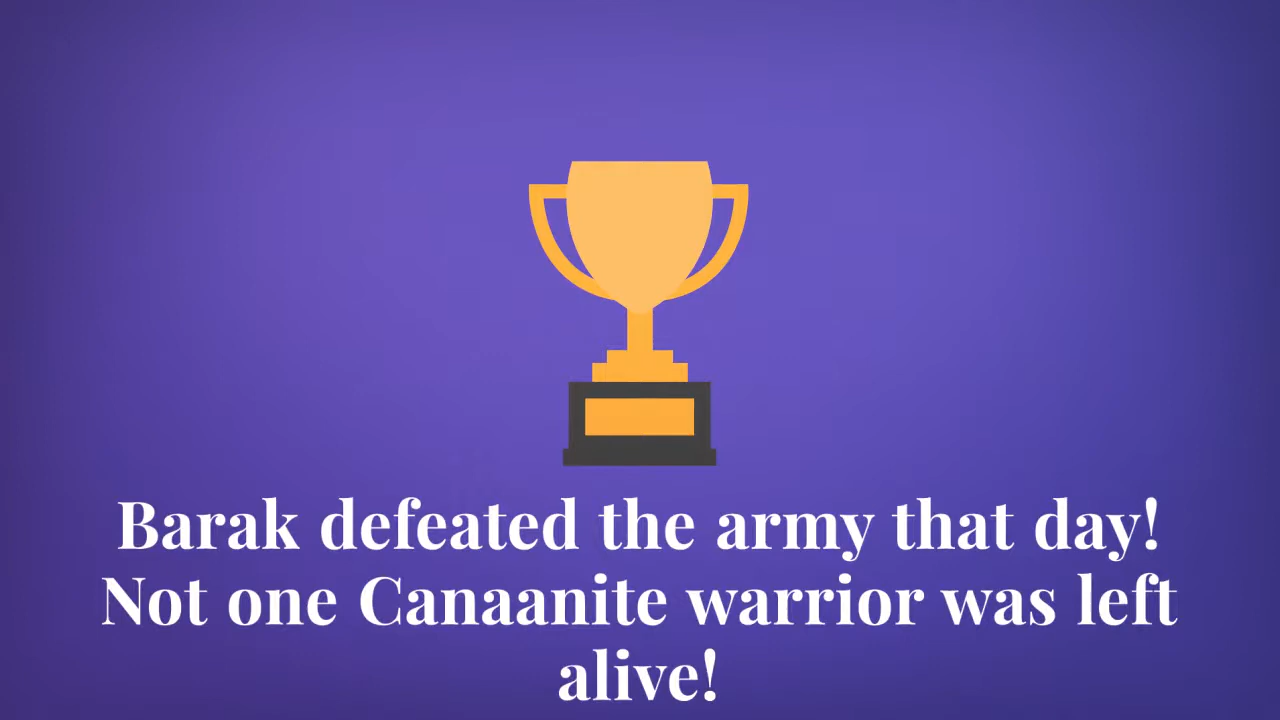 Barak defeated the army that day!
Not one Canaanite warrior was left
alive!